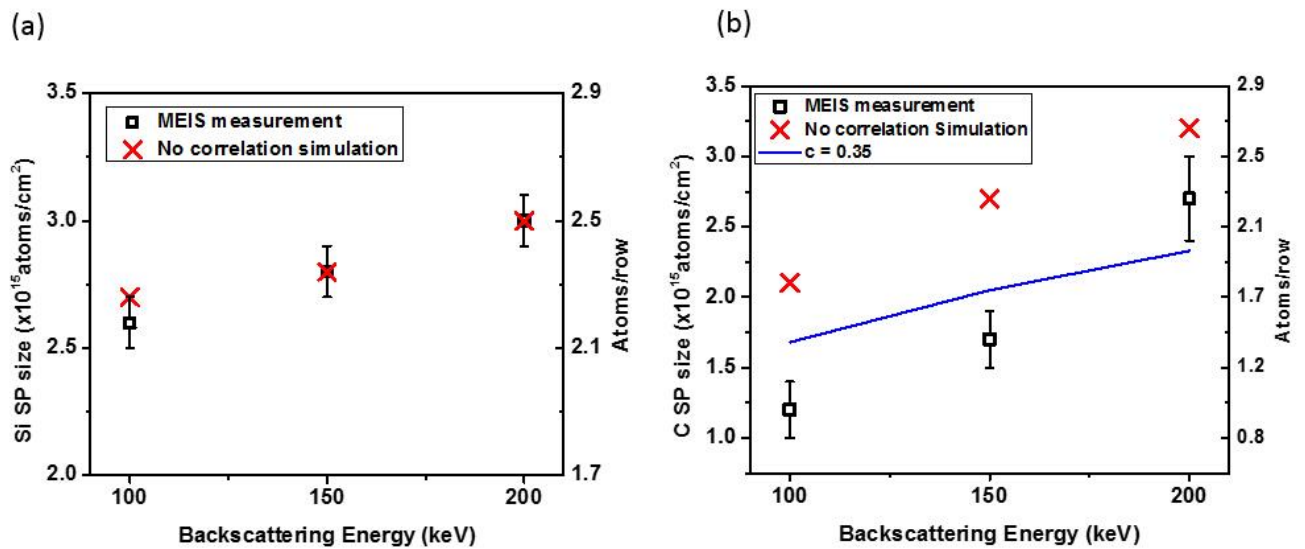 (a)
3.5
3.0
2.5
2.0
Si SP size (x10¹⁵atoms/cm²)
MEIS measurement
No correlation simulation
2.9
2.5
2.1
1.7
Atoms/row
100 150 200
Backscattering Energy (keV)
(b)
3.5
3.0
2.5
2.0
1.5
1.0
C SP size (x10¹⁵atoms/cm²)
MEIS measurement
No correlation Simulation
c = 0.35
2.9
2.5
2.1
1.7
1.2
0.8
Atoms/row
100 150 200
Backscattering Energy (keV)